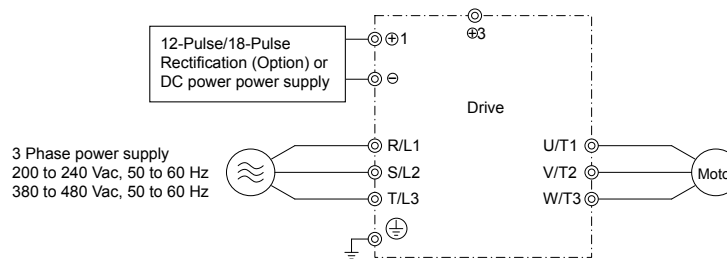 12-Pulse/18-Pulse
Rectification (Option) or
DC power power supply
⊕1
⊖
⊕3
Drive
3 Phase power supply
200 to 240 Vac, 50 to 60 Hz
380 to 480 Vac, 50 to 60 Hz
R/L1
S/L2
T/L3
U/T1
V/T2
W/T3
Moto